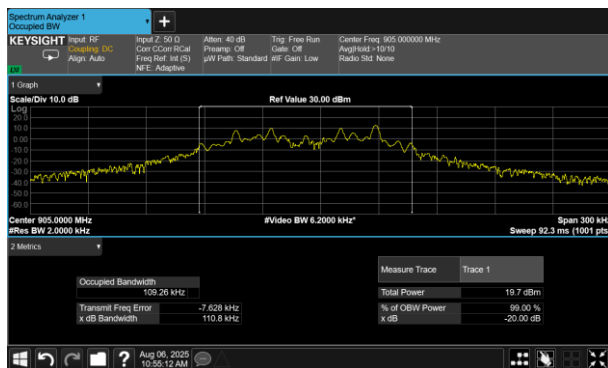 Spectrum Analyzer 1
Occupied BW
KEYSIGHT
Input: RF
Coupling: DC
Align: Auto
Input Z: 50 Ω
Corr CCorr RCal
Freq Ref: Int (S)
NFE: Adaptive
Atten: 40 dB
Preamp: Off
µW Path: Standard
Trig: Free Run
Gate: Off
#IF Gain: Low
Center Freq: 905.000000 MHz
Avg|Hold:>10/10
Radio Std: None
1 Graph
Scale/Div 10.0 dB
Ref Value 30.00 dBm
Log
20.0
10.0
0.00
-10.0
-20.0
-30.0
-40.0
-50.0
-60.0
Center 905.0000 MHz
#Video BW 6.2000 kHz*
Span 300 kHz
#Res BW 2.0000 kHz
Sweep 92.3 ms (1001 pts)
2 Metrics
Measure Trace Trace 1
Occupied Bandwidth
109.26 kHz
Total Power 19.7 dBm
Transmit Freq Error -7.628 kHz
% of OBW Power 99.00 %
x dB Bandwidth 110.8 kHz
x dB -20.00 dB
Aug 06, 2025
10:55:12 AM